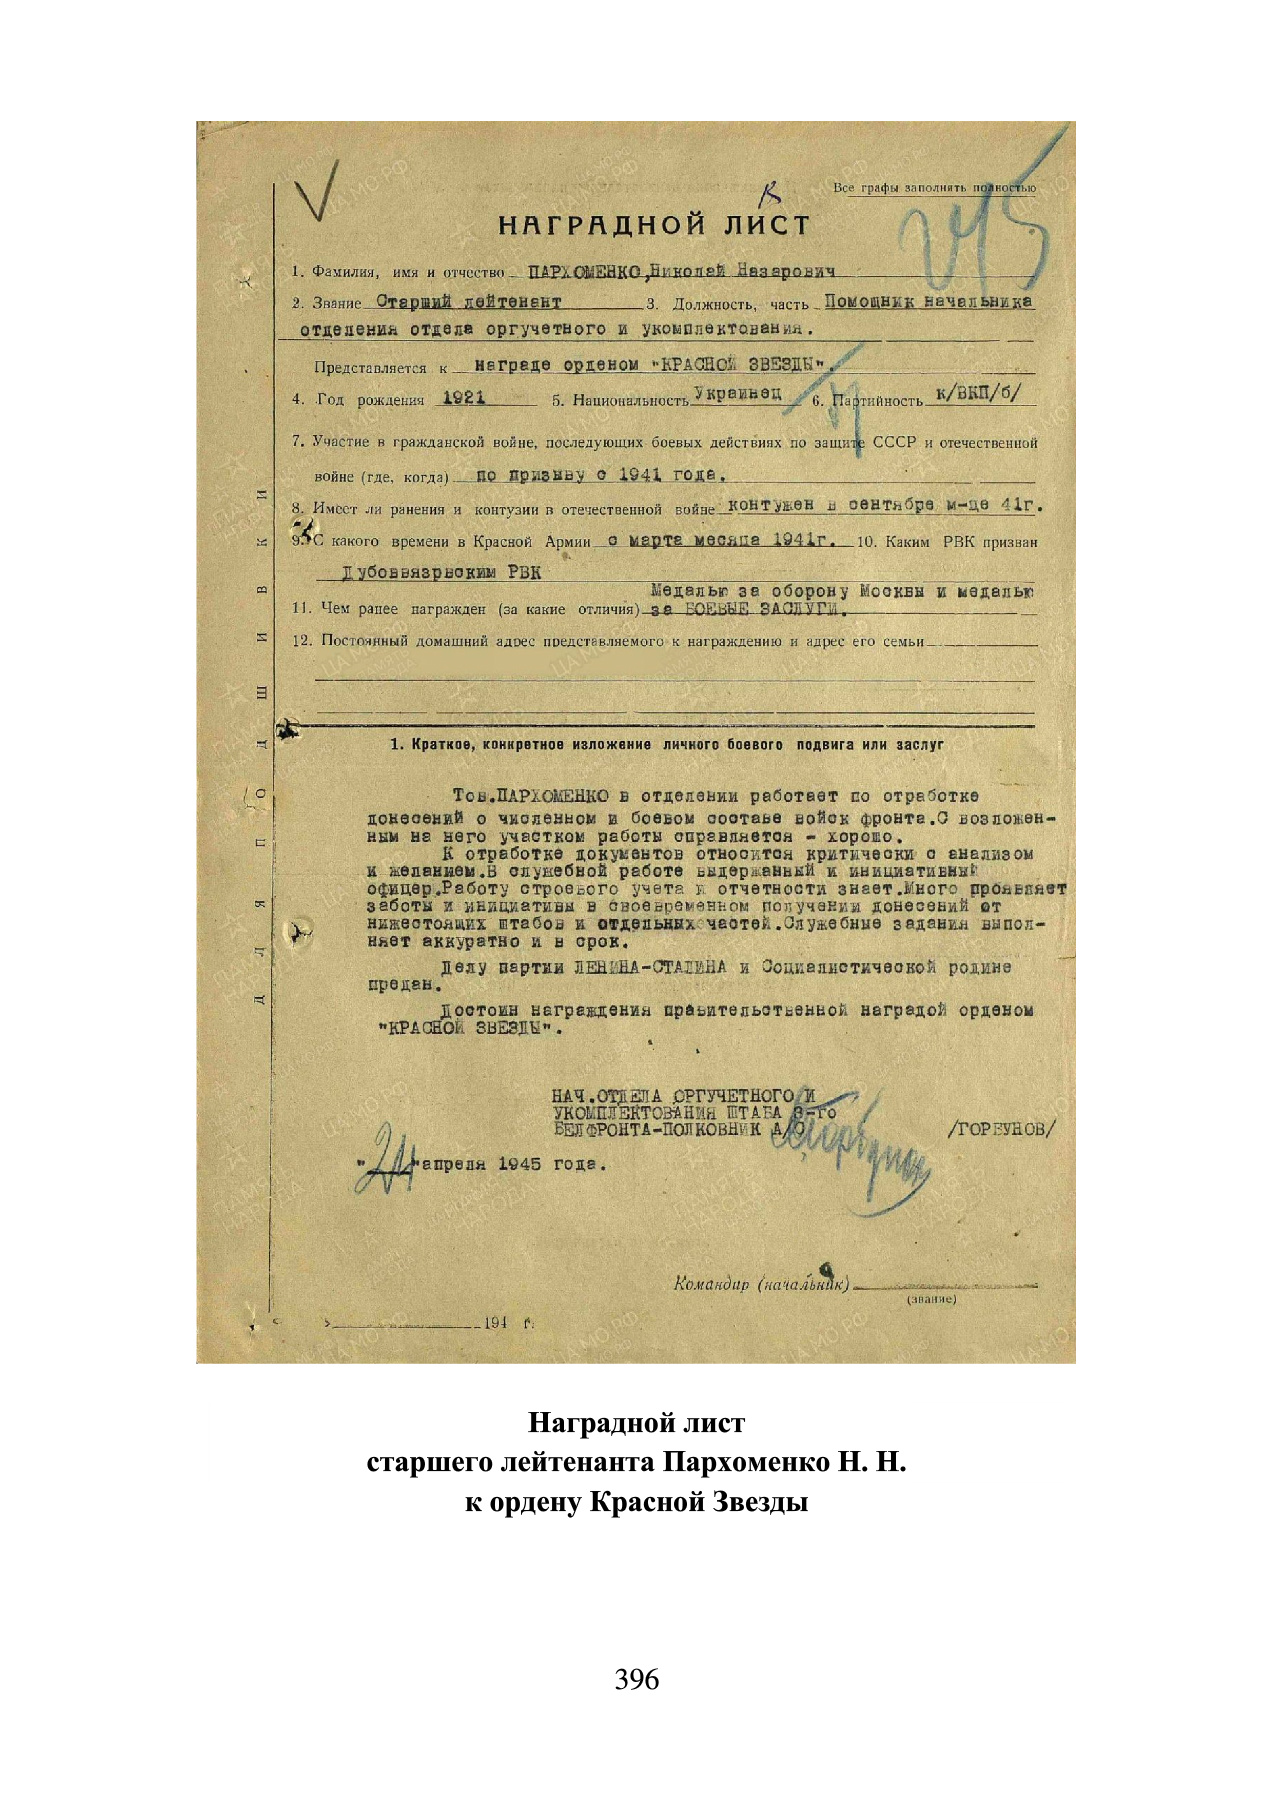 Все графы заполнять полностью
НАГРАДНОЙ ЛИСТ
1. Фамилия, имя и отчество ПАРХОМЕНКО, Николай Назарович
2. Звание Старший лейтенант 3. Должность, часть Помощник начальника
отделения отдела оргучетного и укомплектования.
Представляется к награде орденом "КРАСНОЙ ЗВЕЗДЫ".
4. Год рождения 1921 5. Национальность Украинец 6. Партийность к/ВКП/б/
7. Участие в гражданской войне, последующих боевых действиях по защите СССР и отечественной
войне (где, когда) по призыву с 1941 года.
8. Имеет ли ранения и контузии в отечественной войне контужен в сентябре м-це 41г.
9. С какого времени в Красной Армии с марта месяца 1941г. 10. Каким РВК призван
Дубоввязрвским РВК
Медалью за оборону Москвы и медалью
11. Чем ранее награжден (за какие отличия) за БОЕВЫЕ ЗАСЛУГИ.
12. Постоянный домашний адрес представляемого к награждению и адрес его семьи
ДЛЯ ПОДШИВКИ
1. Краткое, конкретное изложение личного боевого подвига или заслуг
Тов.ПАРХОМЕНКО в отделении работает по отработке
донесений о численном и боевом составе войск фронта.С возложен-
ным на него участком работы справляется - хорошо.
К отработке документов относится критически с анализом
и желанием.В служебной работе выдержанный и инициативный
офицер.Работу строевого учета и отчетности знает.Много проявляет
заботы и инициативы в своевременном получении донесений от
нижестоящих штабов и отдельных частей.Служебные задания выпол-
няет аккуратно и в срок.
Делу партии ЛЕНИНА-СТАЛИНА и Социалистической родине
предан.
Достоин награждения правительственной наградой орденом
"КРАСНОЙ ЗВЕЗДЫ".
НАЧ.ОТДЕЛА ОРГУЧЕТНОГО И
УКОМПЛЕКТОВАНИЯ ШТАБА 3-го
БЕЛФРОНТА-ПОЛКОВНИК А/С /ГОРБУНОВ/
"24" апреля 1945 года.
Командир (начальник)
(звание)
194 г.
Наградной лист
старшего лейтенанта Пархоменко Н. Н.
к ордену Красной Звезды
396